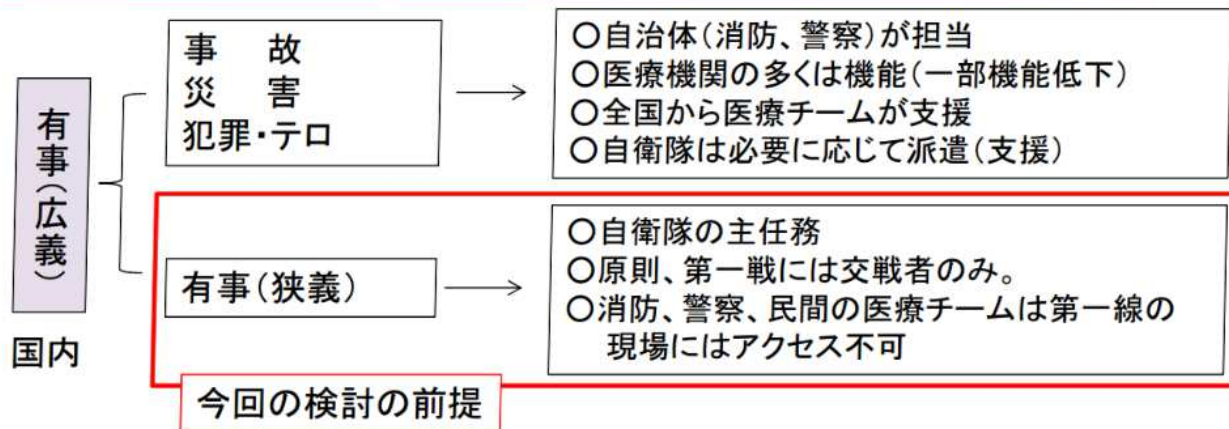 有事(広義)
国内
事　故
災　害
犯罪・テロ
○自治体(消防、警察)が担当
○医療機関の多くは機能(一部機能低下)
○全国から医療チームが支援
○自衛隊は必要に応じて派遣(支援)
有事(狭義)
○自衛隊の主任務
○原則、第一戦には交戦者のみ。
○消防、警察、民間の医療チームは第一線の
現場にはアクセス不可
今回の検討の前提